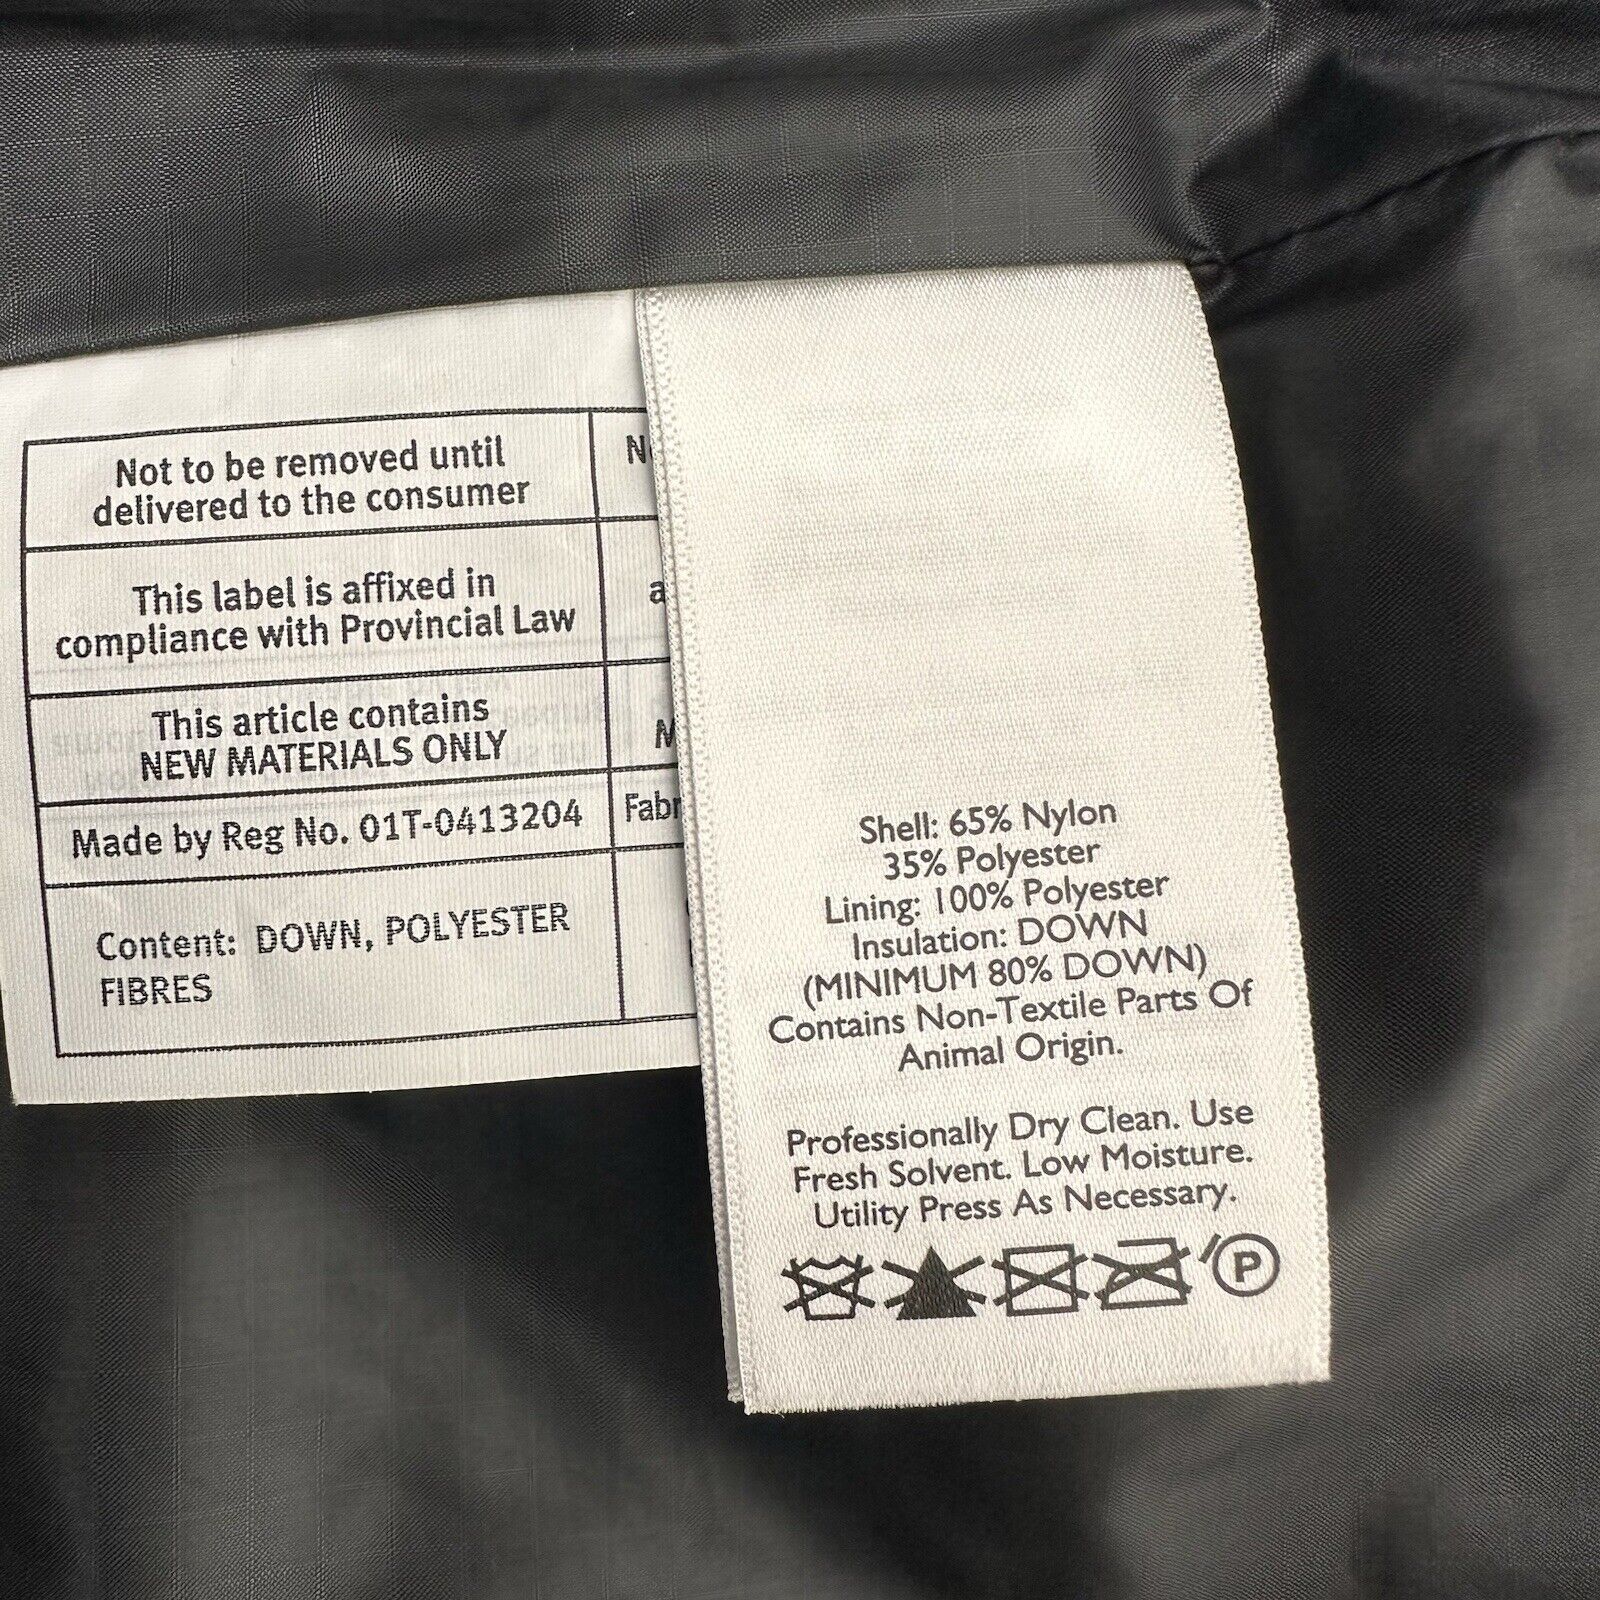 Not to be removed until
delivered to the consumer
This label is affixed in
compliance with Provincial Law
This article contains
NEW MATERIALS ONLY
Made by Reg No. 01T-0413204
Content: DOWN, POLYESTER
FIBRES
Shell: 65% Nylon
35% Polyester
Lining: 100% Polyester
Insulation: DOWN
(MINIMUM 80% DOWN)
Contains Non-Textile Parts Of
Animal Origin.
Professionally Dry Clean. Use
Fresh Solvent. Low Moisture.
Utility Press As Necessary.
P